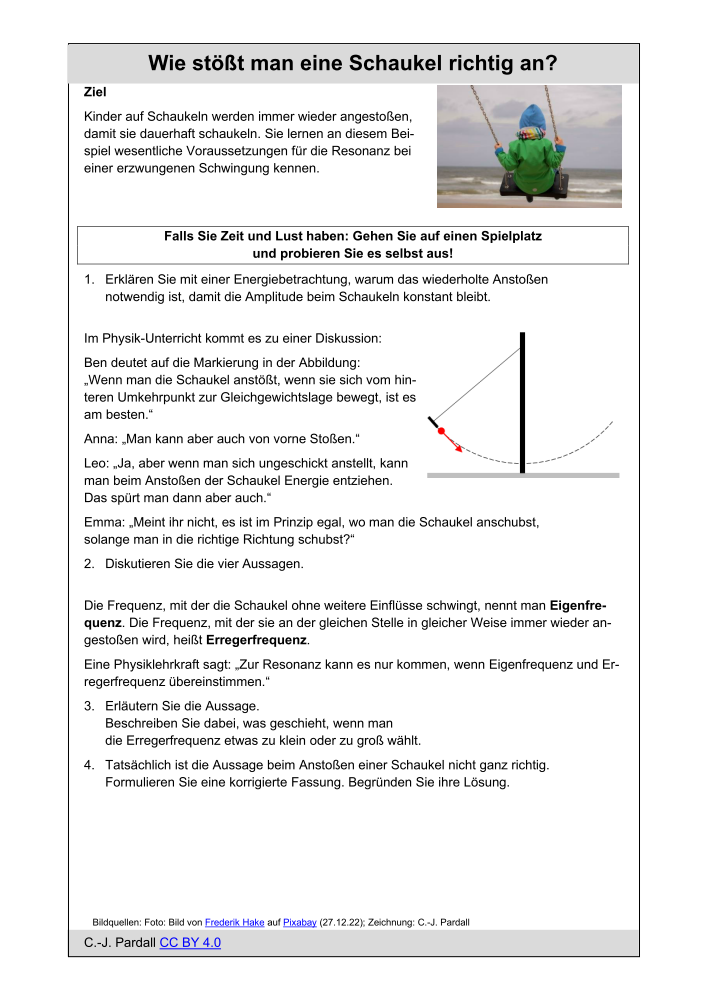 Wie stößt man eine Schaukel richtig an?
Ziel
Kinder auf Schaukeln werden immer wieder angestoßen,
damit sie dauerhaft schaukeln. Sie lernen an diesem Bei-
spiel wesentliche Voraussetzungen für die Resonanz bei
einer erzwungenen Schwingung kennen.
Falls Sie Zeit und Lust haben: Gehen Sie auf einen Spielplatz
und probieren Sie es selbst aus!
1. Erklären Sie mit einer Energiebetrachtung, warum das wiederholte Anstoßen
notwendig ist, damit die Amplitude beim Schaukeln konstant bleibt.
Im Physik-Unterricht kommt es zu einer Diskussion:
Ben deutet auf die Markierung in der Abbildung:
„Wenn man die Schaukel anstößt, wenn sie sich vom hin-
teren Umkehrpunkt zur Gleichgewichtslage bewegt, ist es
am besten.“
Anna: „Man kann aber auch von vorne Stoßen.“
Leo: „Ja, aber wenn man sich ungeschickt anstellt, kann
man beim Anstoßen der Schaukel Energie entziehen.
Das spürt man dann aber auch.“
Emma: „Meint ihr nicht, es ist im Prinzip egal, wo man die Schaukel anschubst,
solange man in die richtige Richtung schubst?“
2. Diskutieren Sie die vier Aussagen.
Die Frequenz, mit der die Schaukel ohne weitere Einflüsse schwingt, nennt man Eigenfre-
quenz. Die Frequenz, mit der sie an der gleichen Stelle in gleicher Weise immer wieder an-
gestoßen wird, heißt Erregerfrequenz.
Eine Physiklehrkraft sagt: „Zur Resonanz kann es nur kommen, wenn Eigenfrequenz und Er-
regerfrequenz übereinstimmen.“
3. Erläutern Sie die Aussage.
Beschreiben Sie dabei, was geschieht, wenn man
die Erregerfrequenz etwas zu klein oder zu groß wählt.
4. Tatsächlich ist die Aussage beim Anstoßen einer Schaukel nicht ganz richtig.
Formulieren Sie eine korrigierte Fassung. Begründen Sie ihre Lösung.
Bildquellen: Foto: Bild von Frederik Hake auf Pixabay (27.12.22); Zeichnung: C.-J. Pardall
C.-J. Pardall CC BY 4.0